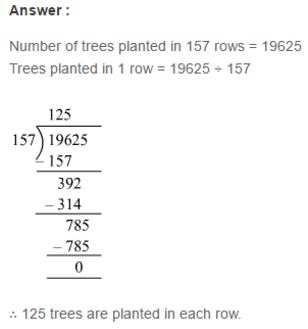 Answer :
Number of trees planted in 157 rows = 19625
Trees planted in 1 row = 19625 ÷ 157
125
157)19625
– 157
392
– 314
785
– 785
0
∴ 125 trees are planted in each row.